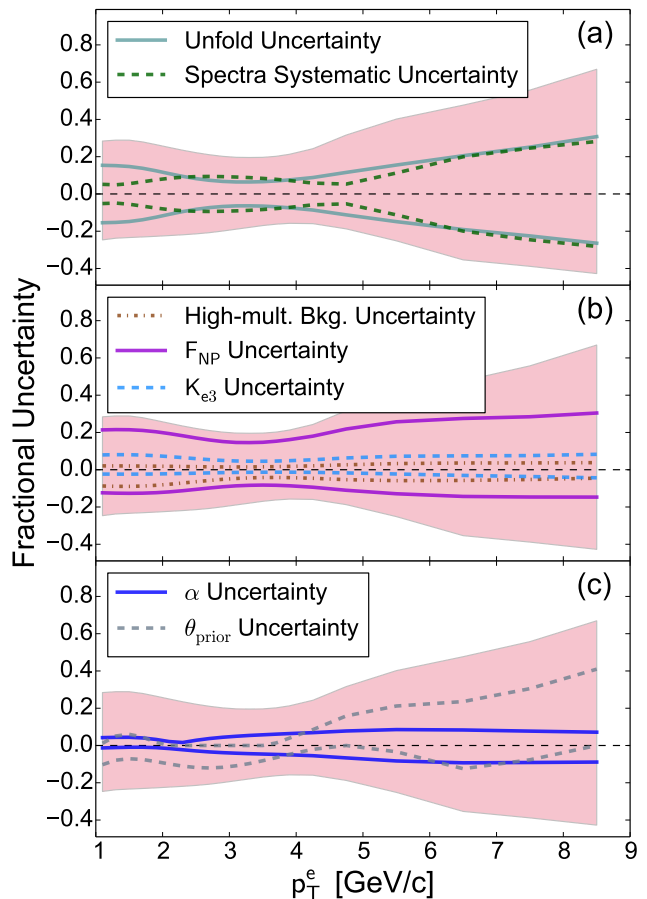 0.8
0.6
0.4
0.2
0.0
−0.2
−0.4
(a)
Unfold Uncertainty
Spectra Systematic Uncertainty
Fractional Uncertainty
0.8
0.6
0.4
0.2
0.0
−0.2
−0.4
(b)
High-mult. Bkg. Uncertainty
F_NP Uncertainty
K_e3 Uncertainty
0.8
0.6
0.4
0.2
0.0
−0.2
−0.4
(c)
α Uncertainty
θ_prior Uncertainty
1 2 3 4 5 6 7 8 9
p_T^e [GeV/c]